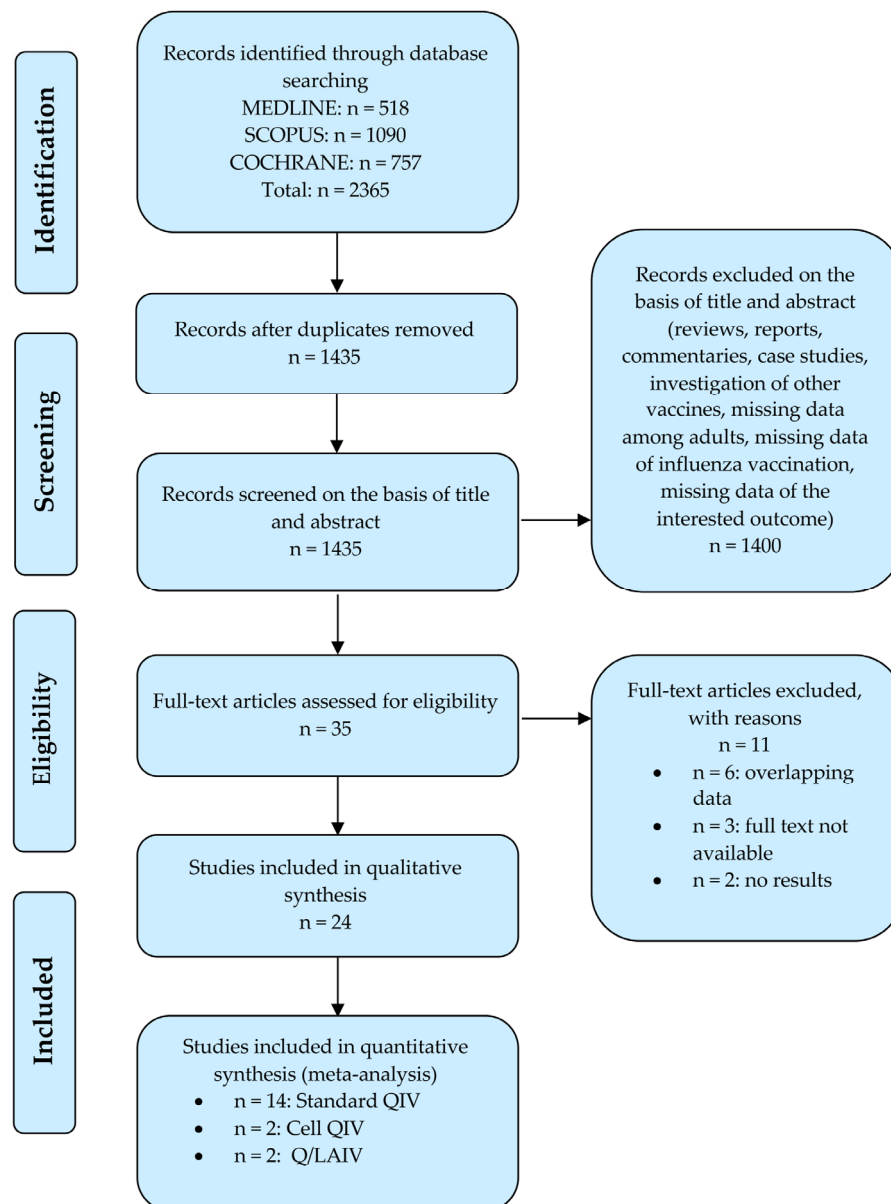 Identification
Records identified through database
searching
MEDLINE: n = 518
SCOPUS: n = 1090
COCHRANE: n = 757
Total: n = 2365
Records after duplicates removed
n = 1435
Screening
Records screened on the basis of title
and abstract
n = 1435
Records excluded on the
basis of title and abstract
(reviews, reports,
commentaries, case studies,
investigation of other
vaccines, missing data
among adults, missing data
of influenza vaccination,
missing data of the
interested outcome)
n = 1400
Eligibility
Full-text articles assessed for eligibility
n = 35
Full-text articles excluded,
with reasons
n = 11
• n = 6: overlapping
data
• n = 3: full text not
available
• n = 2: no results
Studies included in qualitative
synthesis
n = 24
Included
Studies included in quantitative
synthesis (meta-analysis)
• n = 14: Standard QIV
• n = 2: Cell QIV
• n = 2: Q/LAIV